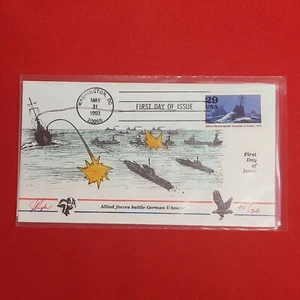 WASHINGTON, DC
MAY
31
1993
FIRST DAY OF ISSUE
29
USA
First
Day
of
Issue
Allied forces battle German U-boats